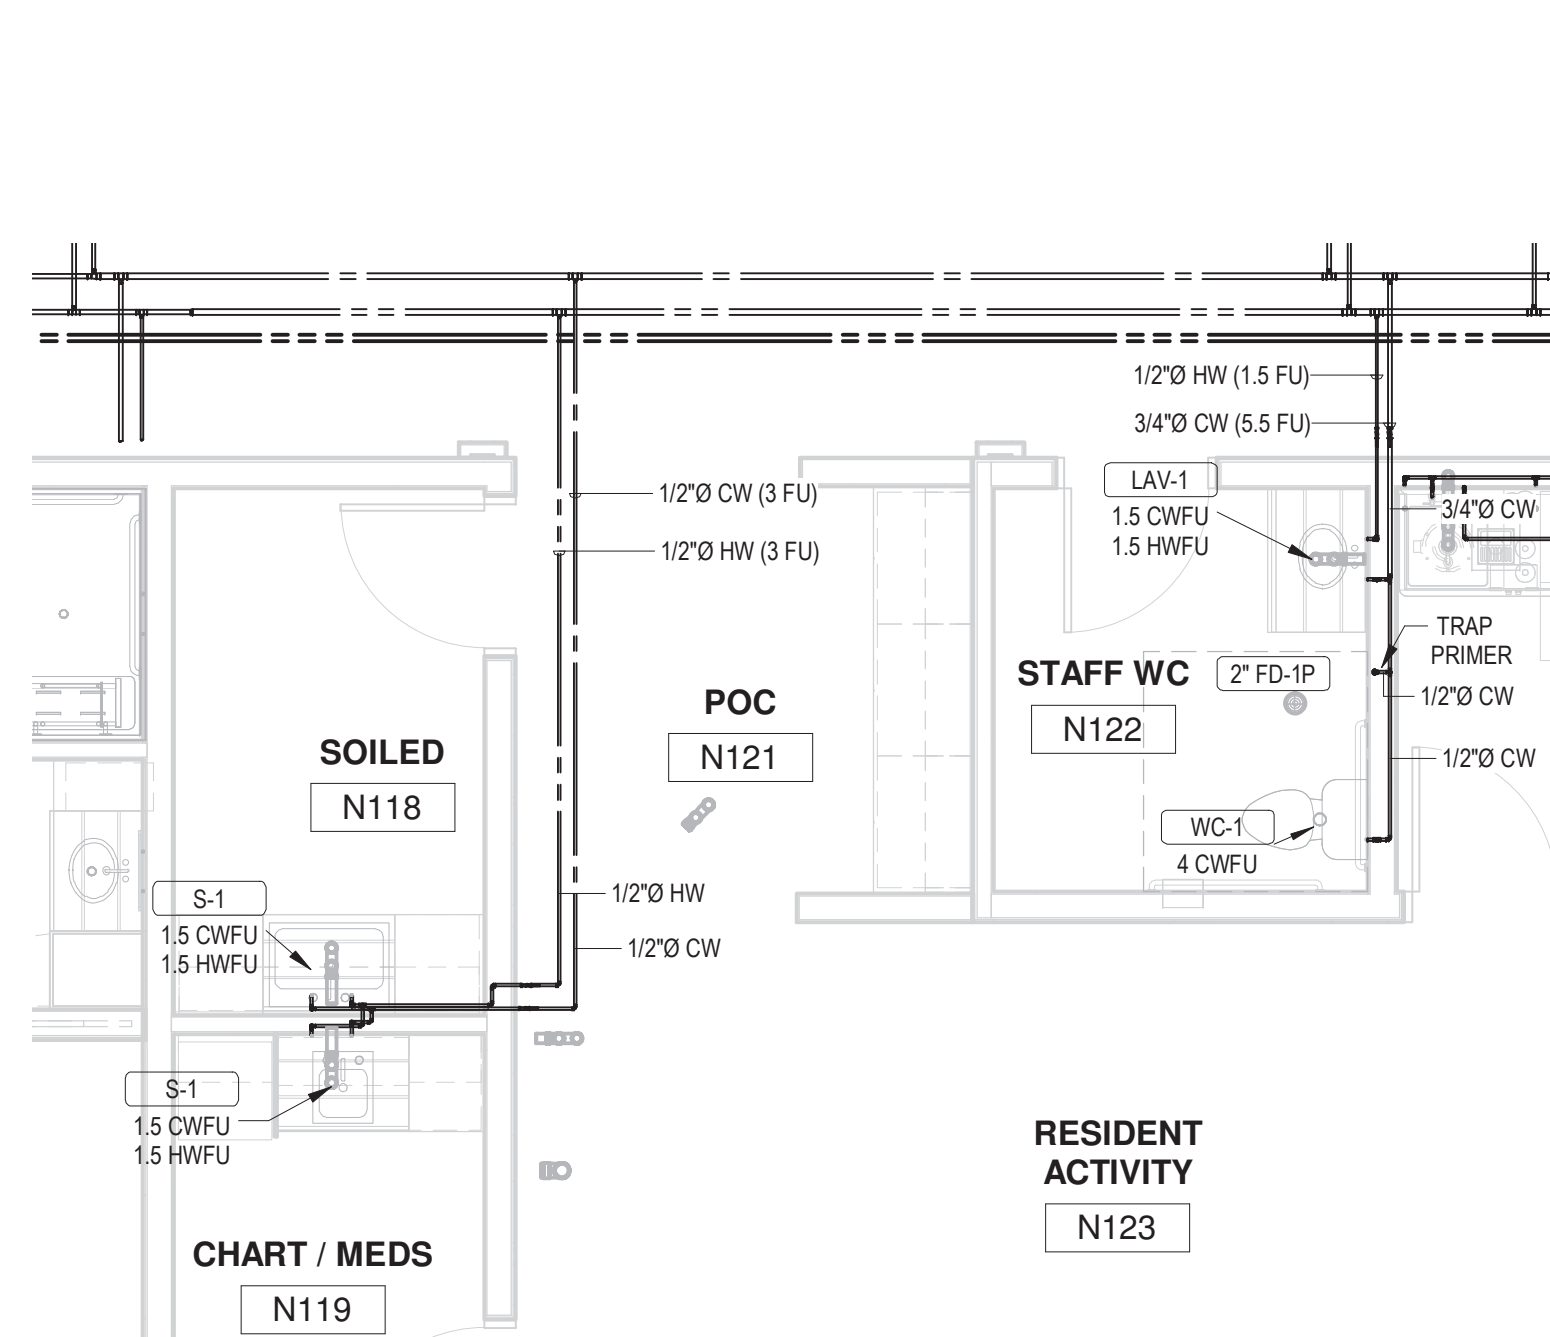 1/2"Ø HW (1.5 FU)
3/4"Ø CW (5.5 FU)
LAV-1
1.5 CWFU
1.5 HWFU
3/4"Ø CW
1/2"Ø CW (3 FU)
1/2"Ø HW (3 FU)
TRAP
PRIMER
1/2"Ø CW
STAFF WC
2" FD-1P
N122
POC
N121
SOILED
N118
1/2"Ø CW
WC-1
4 CWFU
S-1
1.5 CWFU
1.5 HWFU
1/2"Ø HW
1/2"Ø CW
S-1
1.5 CWFU
1.5 HWFU
RESIDENT
ACTIVITY
N123
CHART / MEDS
N119